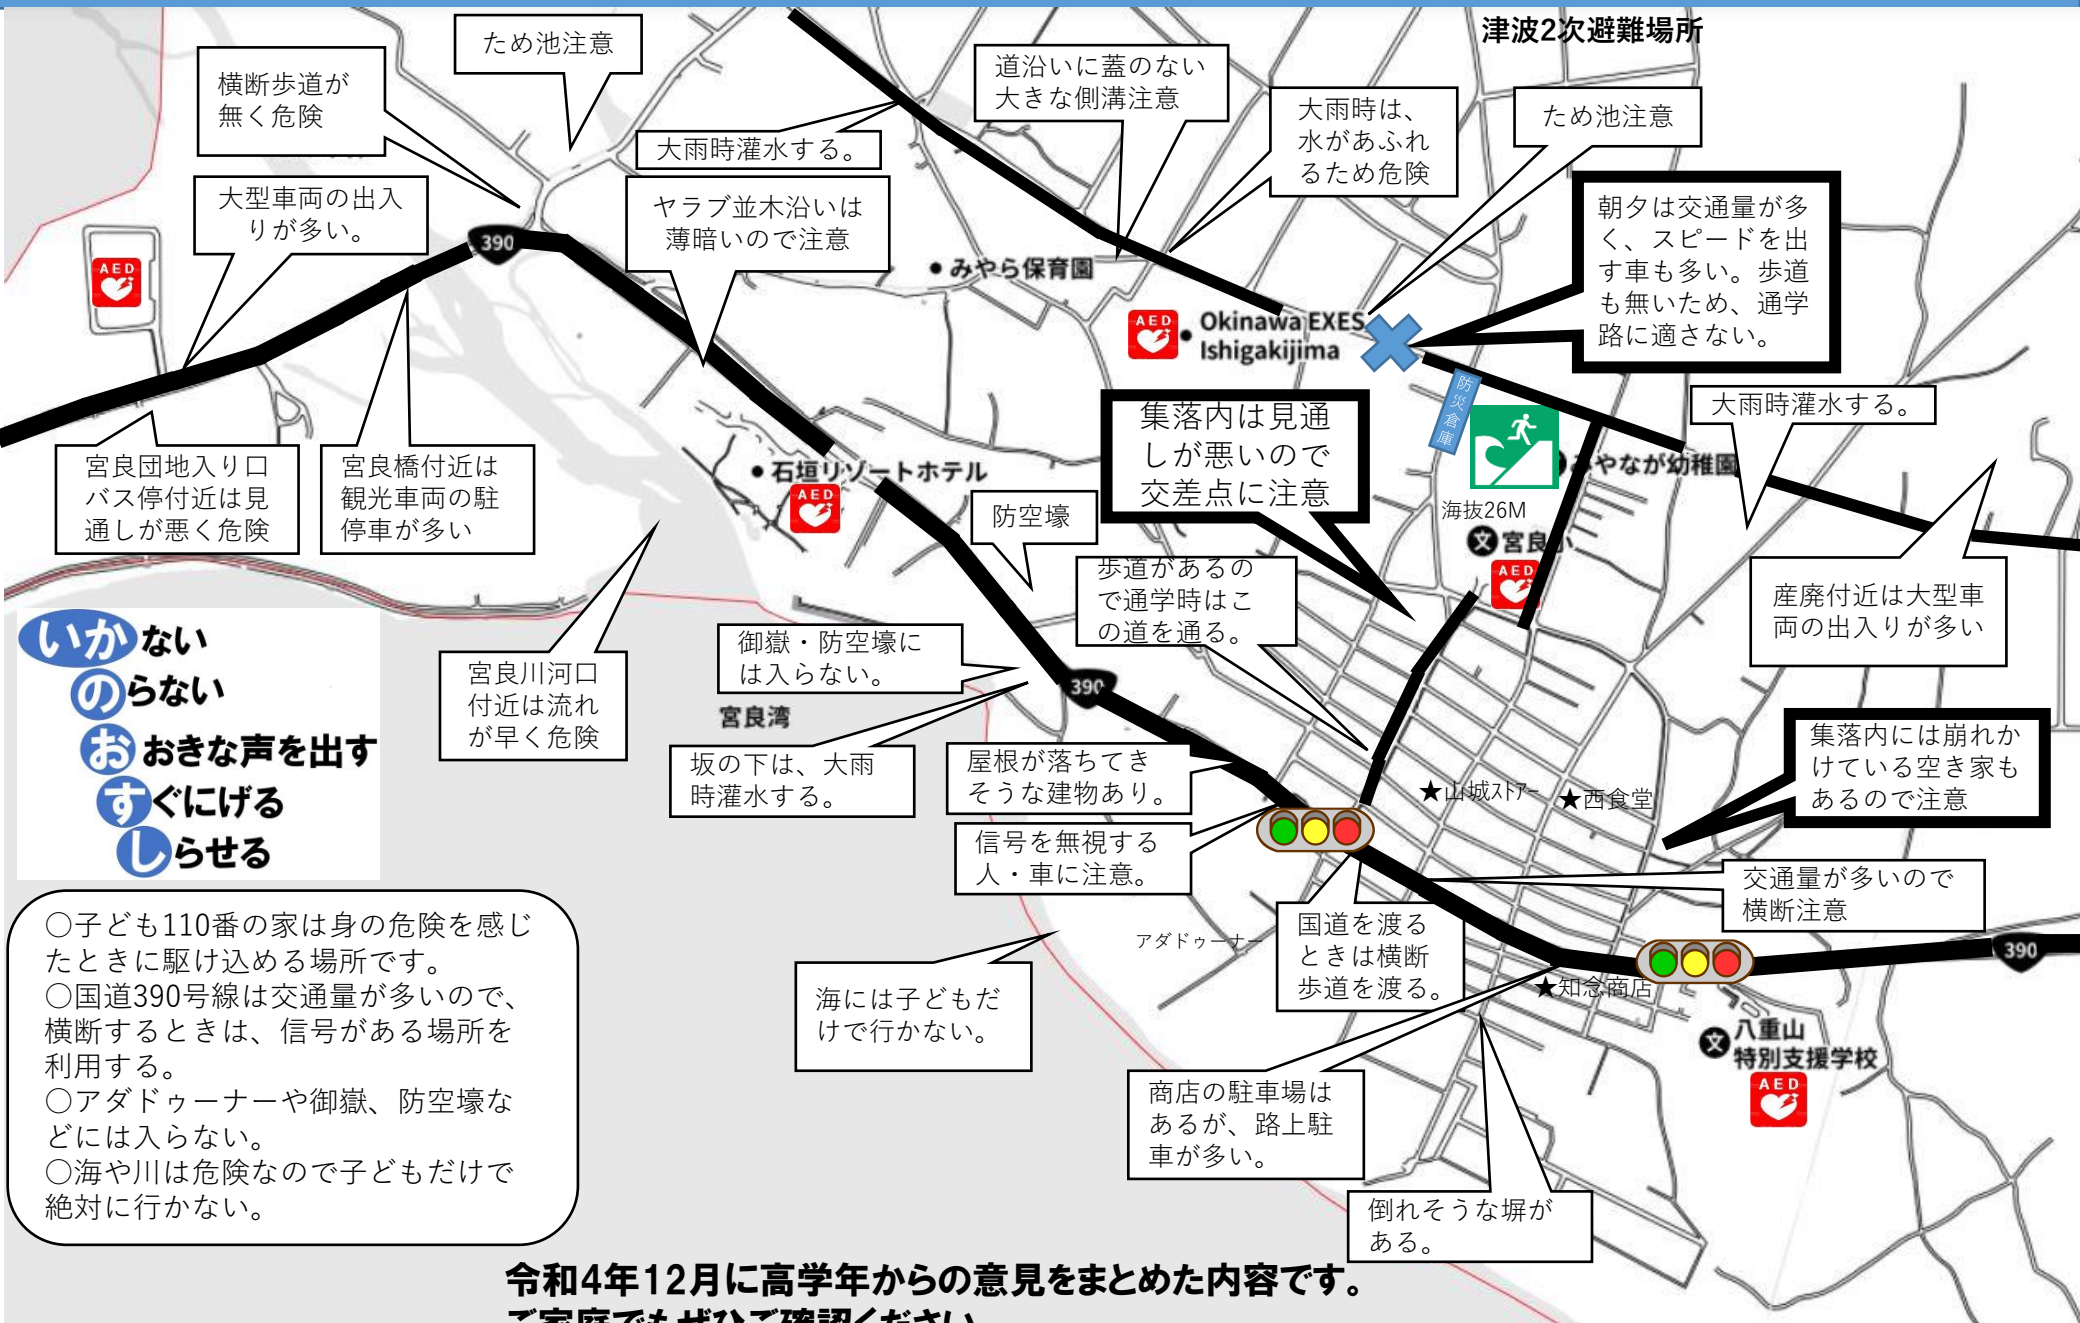 津波2次避難場所
ため池注意
横断歩道が
無く危険
道沿いに蓋のない
大きな側溝注意
大雨時は、
水があふれ
るため危険
ため池注意
大雨時灌水する。
大型車両の出入
りが多い。
ヤラブ並木沿いは
薄暗いので注意
朝夕は交通量が多
く、スピードを出
す車も多い。歩道
も無いため、通学
路に適さない。
390
AED
みやら保育園
AED
Okinawa EXES
Ishigakijima
防災倉庫
大雨時灌水する。
集落内は見通
しが悪いので
交差点に注意
宮良団地入り口
バス停付近は見
通しが悪く危険
宮良橋付近は
観光車両の駐
停車が多い
石垣リゾートホテル
AED
みやなが幼稚園
海抜26M
防空壕
宮良小
AED
歩道があるの
で通学時はこ
の道を通る。
産廃付近は大型車
両の出入りが多い
いかない
のらない
おおきな声を出す
すぐにげる
しらせる
宮良川河口
付近は流れ
が早く危険
御嶽・防空壕に
は入らない。
390
宮良湾
坂の下は、大雨
時灌水する。
屋根が落ちてき
そうな建物あり。
集落内には崩れか
けている空き家も
あるので注意
★山城ストアー
★西食堂
信号を無視する
人・車に注意。
交通量が多いので
横断注意
国道を渡る
ときは横断
歩道を渡る。
アダドゥーナー
390
★知念商店
海には子どもだ
けで行かない。
八重山
特別支援学校
AED
商店の駐車場は
あるが、路上駐
車が多い。
倒れそうな塀が
ある。
○子ども110番の家は身の危険を感じ
たときに駆け込める場所です。
○国道390号線は交通量が多いので、
横断するときは、信号がある場所を
利用する。
○アダドゥーナーや御嶽、防空壕な
どには入らない。
○海や川は危険なので子どもだけで
絶対に行かない。
令和4年12月に高学年からの意見をまとめた内容です。
ご家庭でもぜひご確認ください